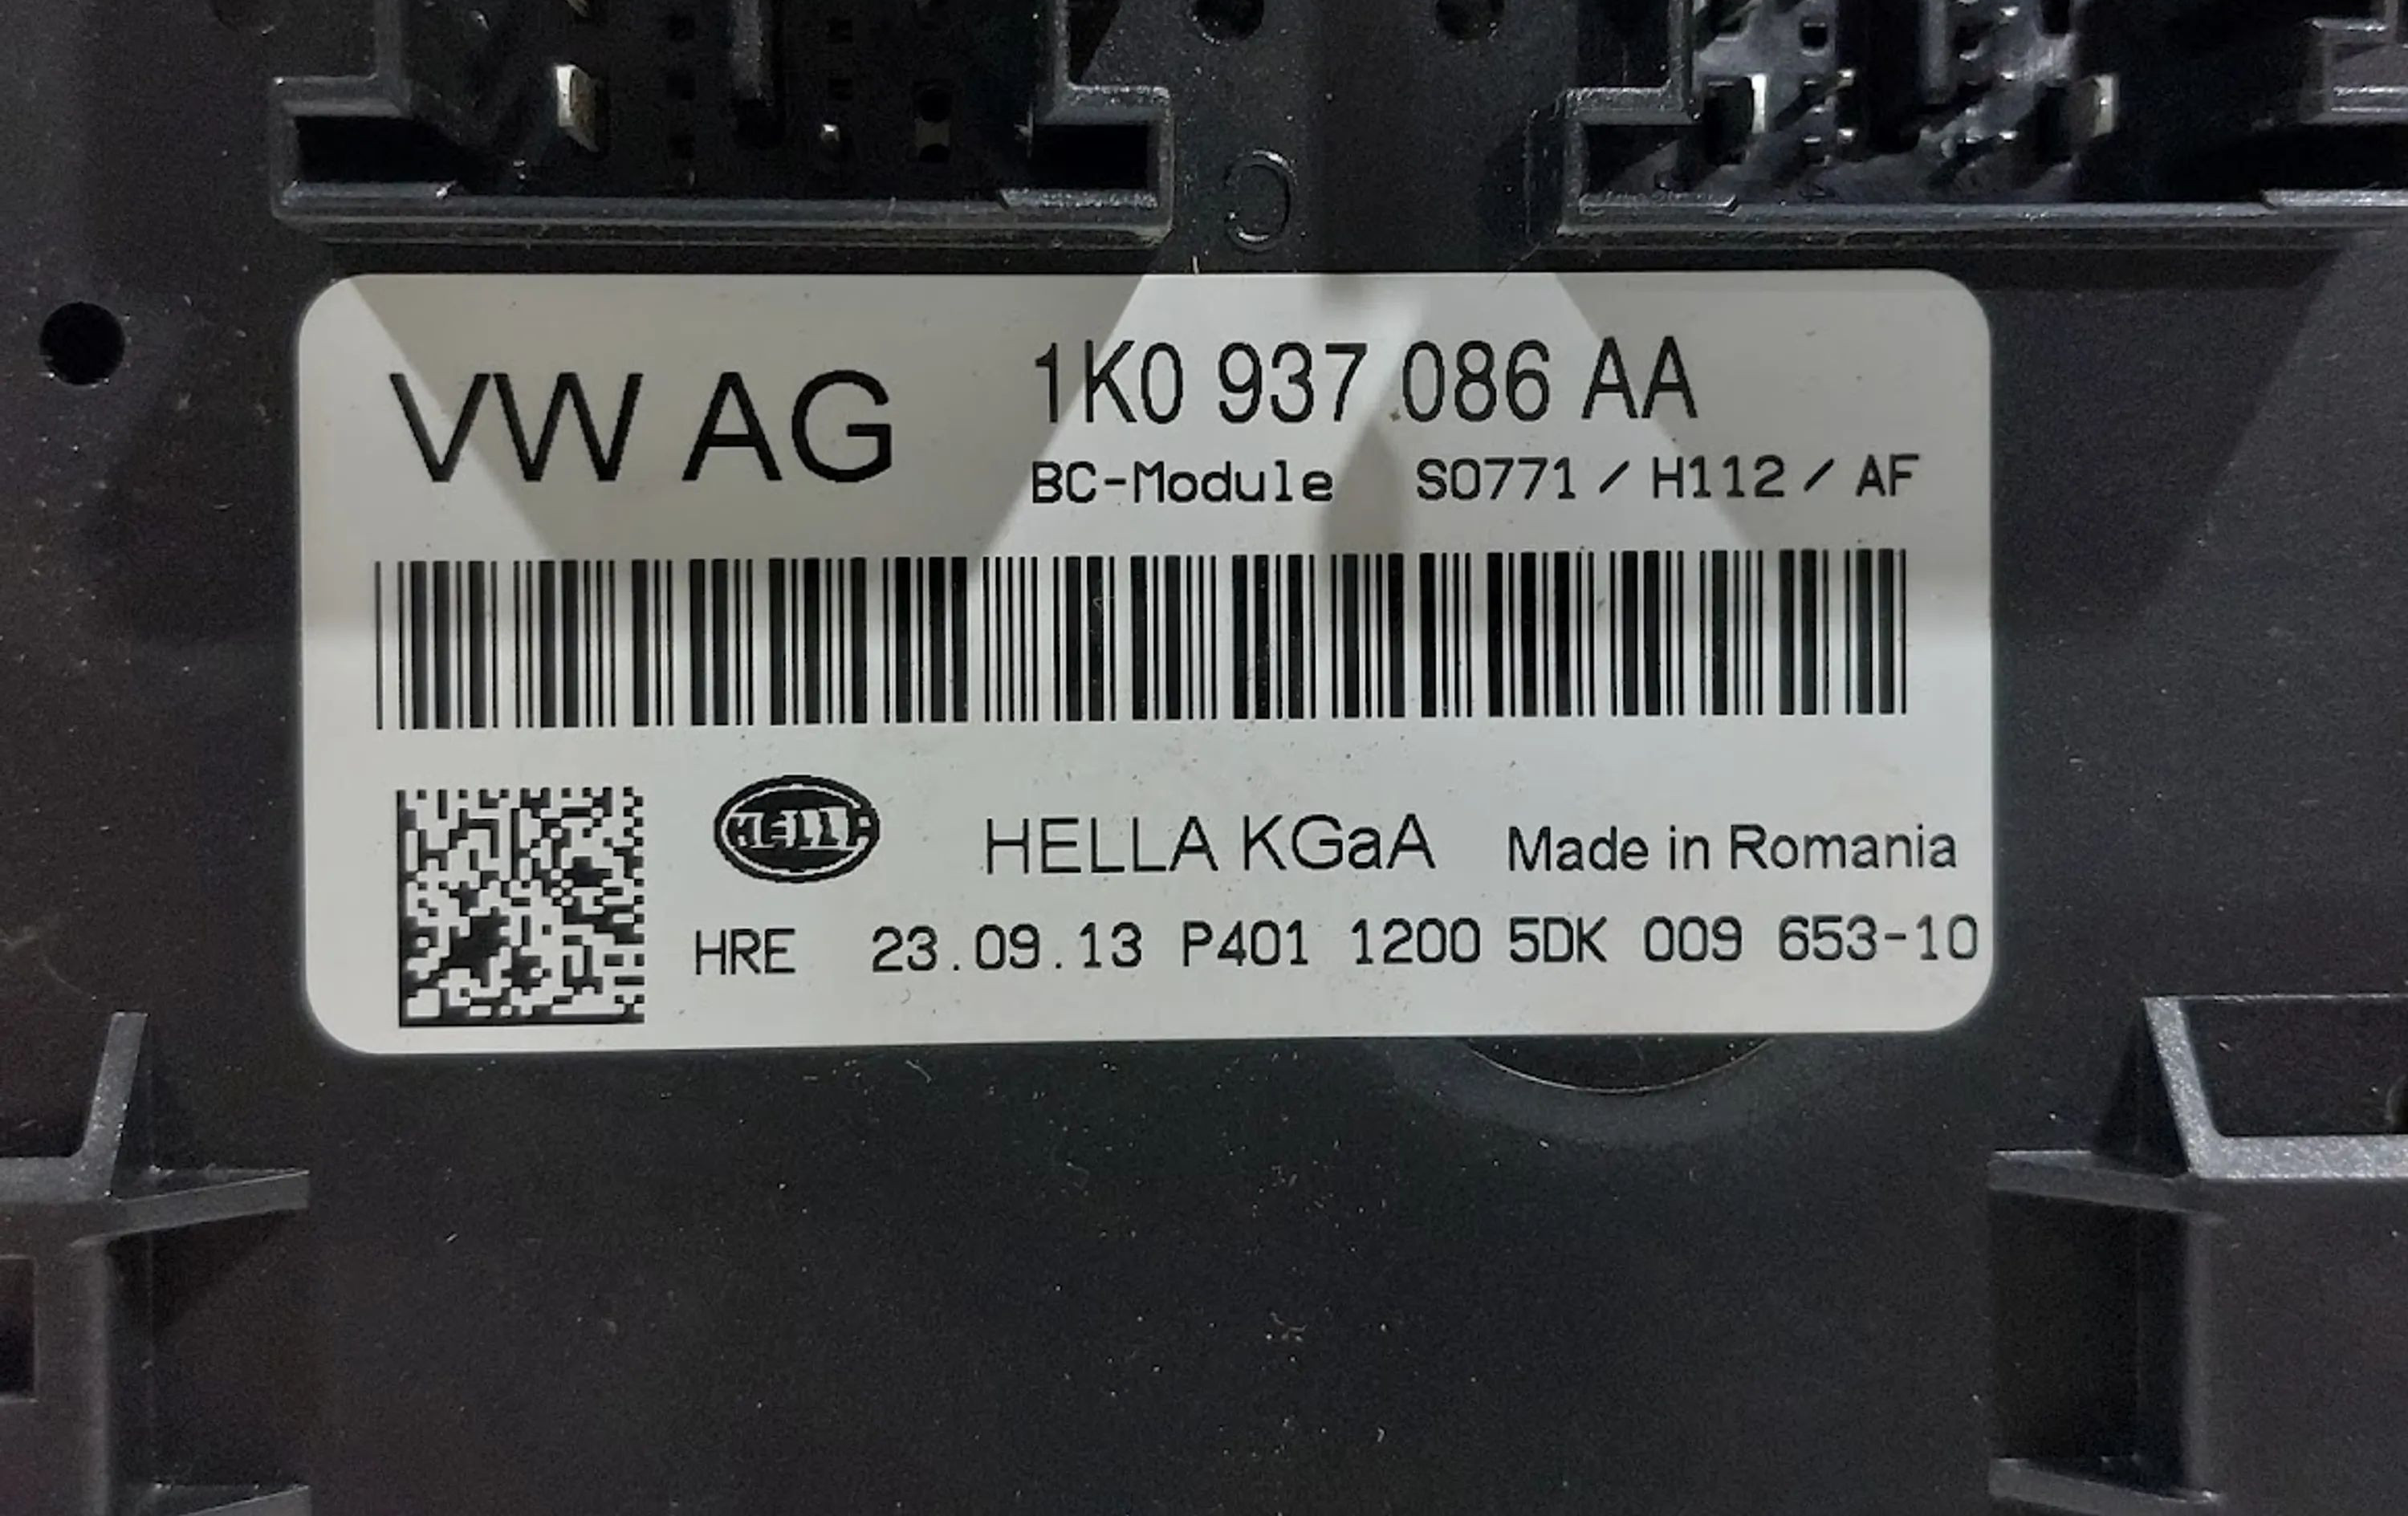 C
VW AG
1K0 937 086 AA
BC-Module S0771 / H112 / AF
HELLA
HELLA KGaA
Made in Romania
HRE 23.09.13 P401 1200 5DK 009 653-10